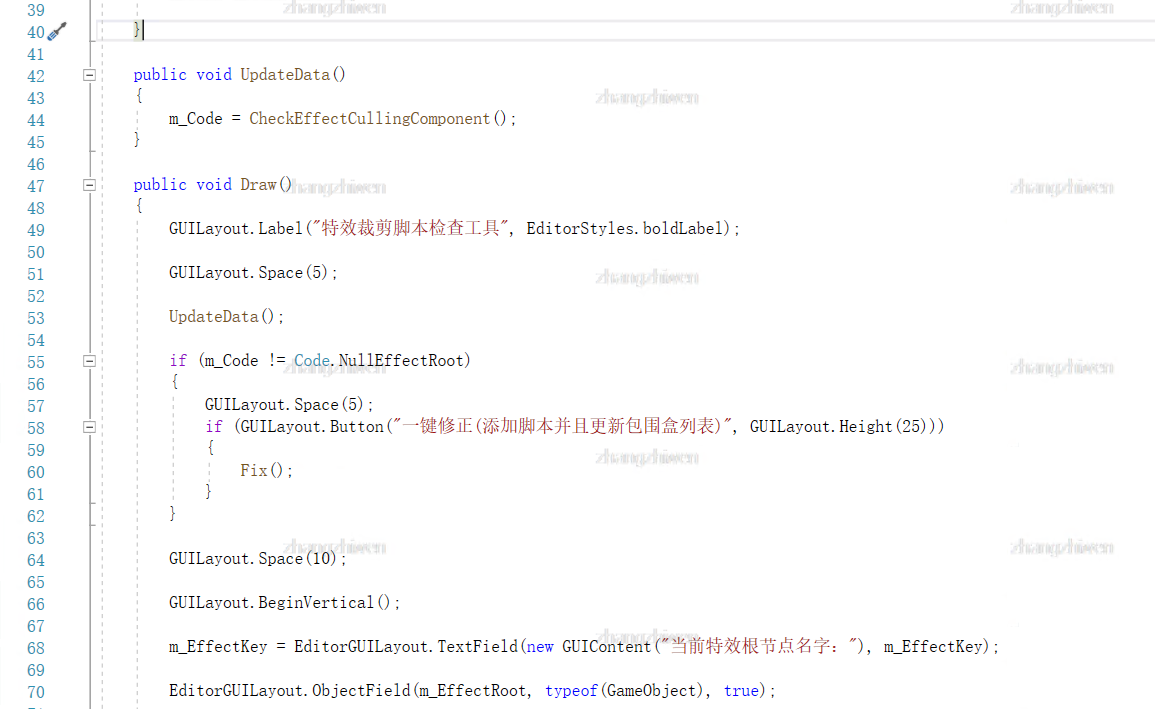 39
40 }
41
42 public void UpdateData()
43 {
44 m_Code = CheckEffectCullingComponent();
45 }
46
47 public void Draw()
48 {
49 GUILayout.Label("特效裁剪脚本检查工具", EditorStyles.boldLabel);
50
51 GUILayout.Space(5);
52
53 UpdateData();
54
55 if (m_Code != Code.NullEffectRoot)
56 {
57 GUILayout.Space(5);
58 if (GUILayout.Button("一键修正(添加脚本并且更新包围盒列表)", GUILayout.Height(25)))
59 {
60 Fix();
61 }
62 }
63
64 GUILayout.Space(10);
65
66 GUILayout.BeginVertical();
67
68 m_EffectKey = EditorGUILayout.TextField(new GUIContent("当前特效根节点名字："), m_EffectKey);
69
70 EditorGUILayout.ObjectField(m_EffectRoot, typeof(GameObject), true);